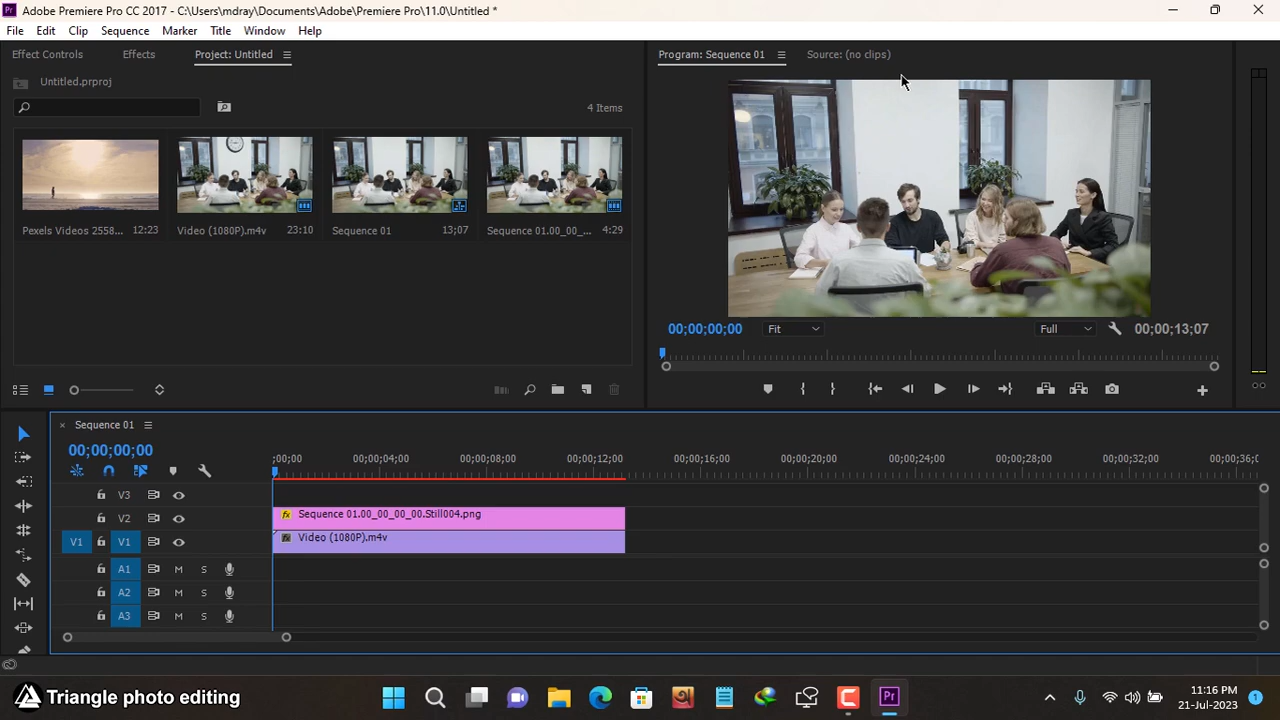 Adobe Premiere Pro CC 2017 - C:\Users\mdray\Documents\Adobe\Premiere Pro\11.0\Untitled *
File Edit Clip Sequence Marker Title Window Help
Effect Controls Effects Project: Untitled
Untitled.prproj
4 Items
Pexels Videos 2558... 12:23
Video (1080P).m4v 23:10
Sequence 01 13;07
Sequence 01.00_00_... 4:29
Program: Sequence 01 Source: (no clips)
00;00;00;00 Fit Full 00;00;13;07
Sequence 01
00;00;00;00
;00;00 00;00;04;00 00;00;08;00 00;00;12;00 00;00;16;00 00;00;20;00 00;00;24;00 00;00;28;00 00;00;32;00 00;00;36;0
V3
V2 fx Sequence 01.00_00_00_00.Still004.png
V1 V1 fx Video (1080P).m4v
A1 M S
A2 M S
A3 M S
Triangle photo editing
Pr
11:16 PM
21-Jul-2023
1